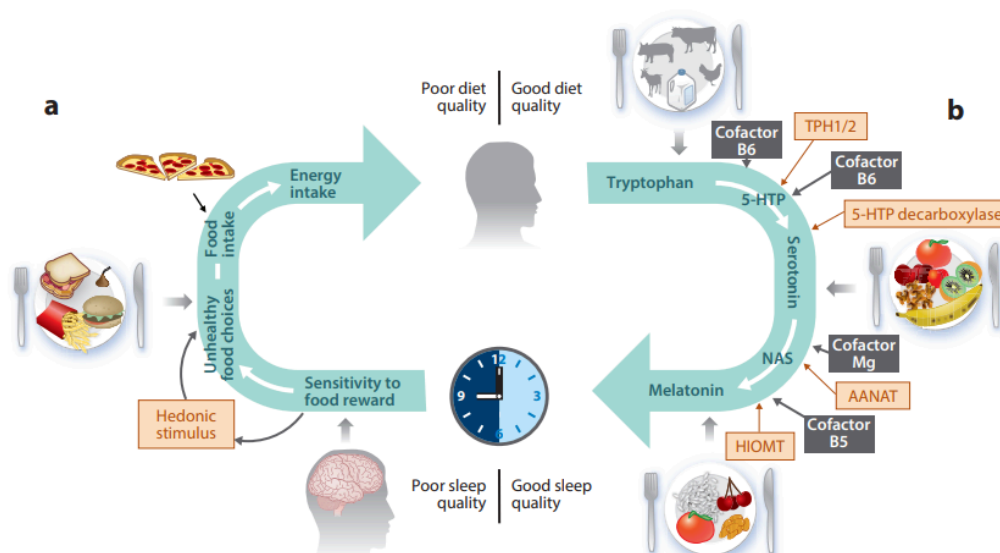 a
Poor diet
quality
Good diet
quality
b
Energy
intake
Food
intake
Unhealthy
food choices
Sensitivity to
food reward
Hedonic
stimulus
Tryptophan
Cofactor
B6
TPH1/2
5-HTP
Cofactor
B6
5-HTP decarboxylase
Serotonin
Cofactor
Mg
NAS
AANAT
Melatonin
Cofactor
B5
HIOMT
12
3
6
9
Poor sleep
quality
Good sleep
quality